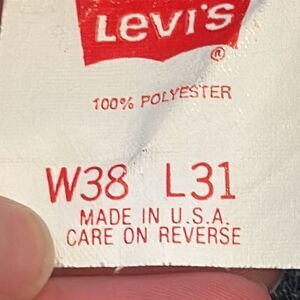 LEVI'S
®
100% POLYESTER
W38 L31
MADE IN U.S.A.
CARE ON REVERSE